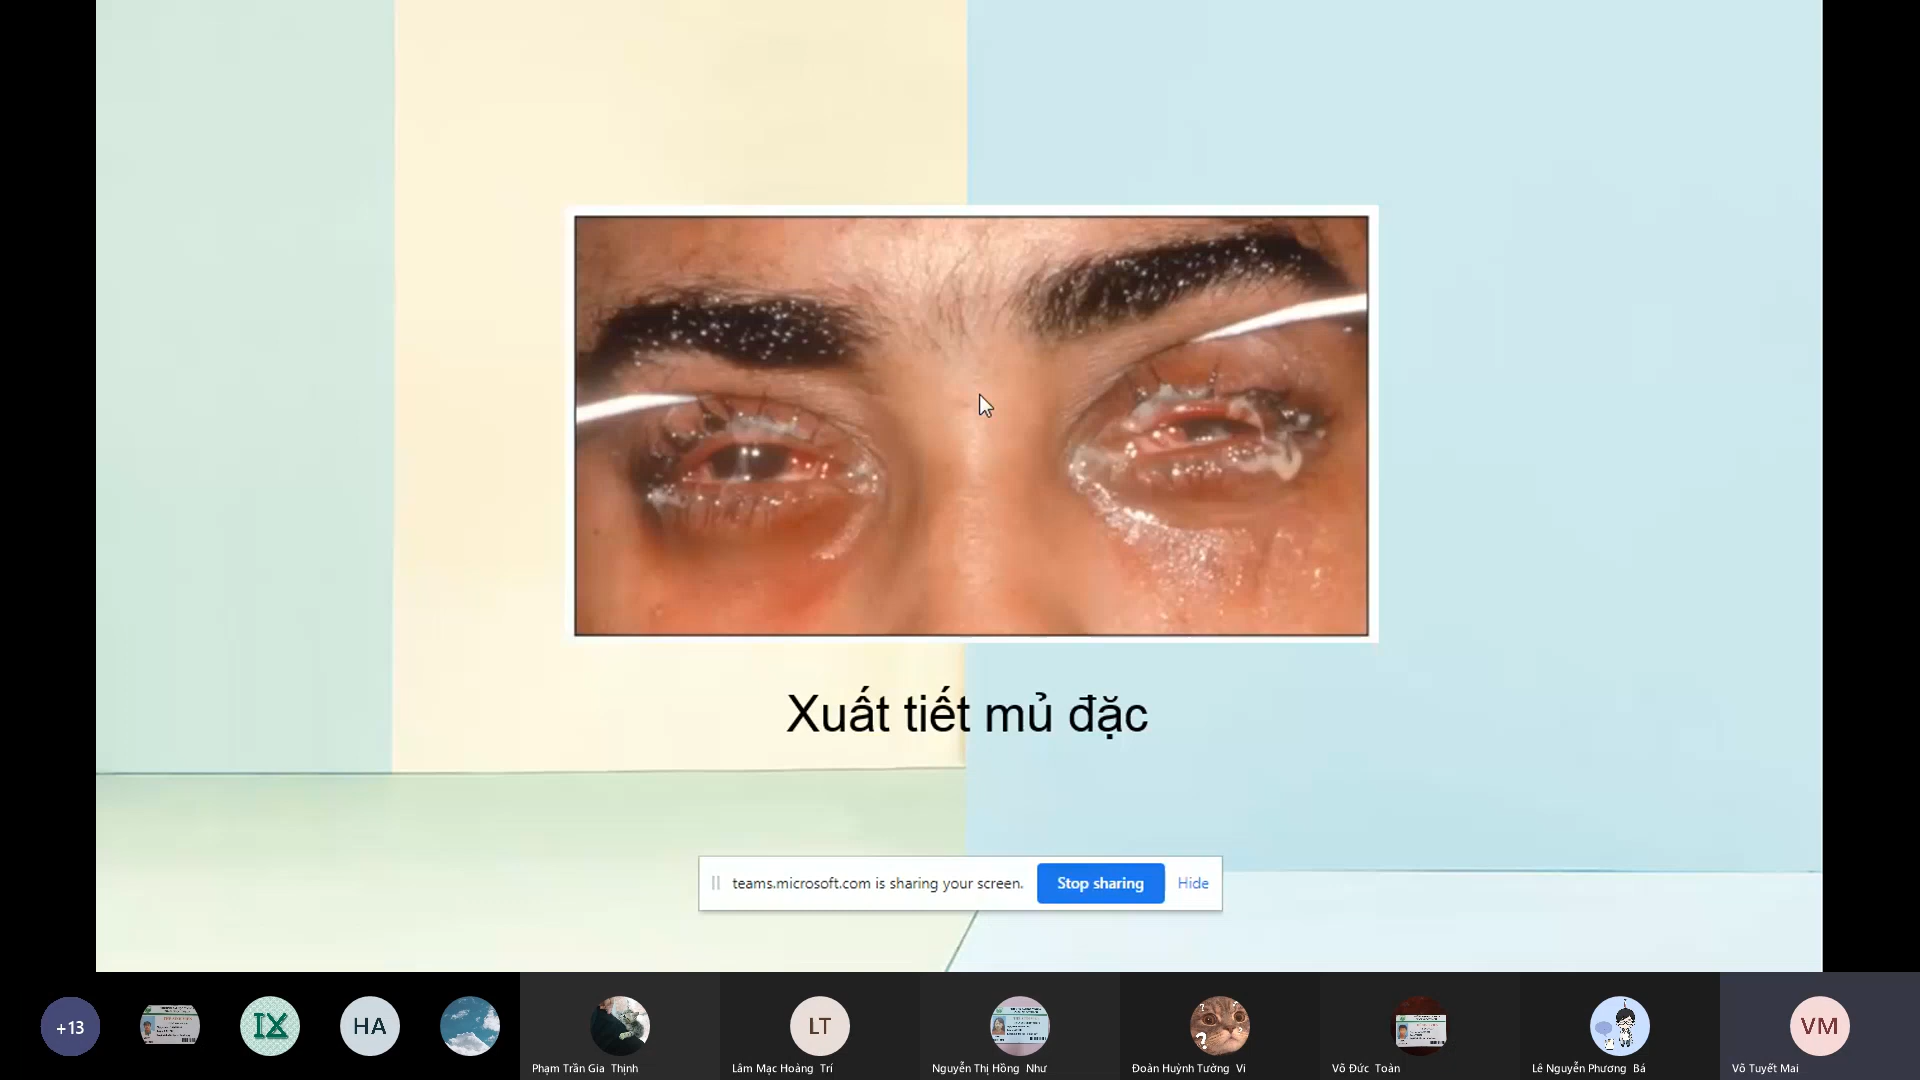 Xuất tiết mủ đặc
teams.microsoft.com is sharing your screen.
Stop sharing
Hide
+13
IX
HA
LT
VM
Phạm Trần Gia Thịnh
Lâm Mạc Hoàng Trí
Nguyễn Thị Hồng Như
Đoàn Huỳnh Tường Vi
Võ Đức Toàn
Lê Nguyễn Phương Bá
Võ Tuyết Mai